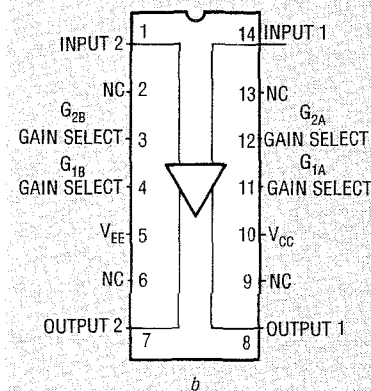 1 14
INPUT 2 INPUT 1
NC 2 13 NC
G2B G2A
3 12
GAIN SELECT GAIN SELECT
G1B G1A
GAIN SELECT 4 11 GAIN SELECT
VEE 5 10 VCC
NC 6 9 NC
OUTPUT 2 OUTPUT 1
7 8
b